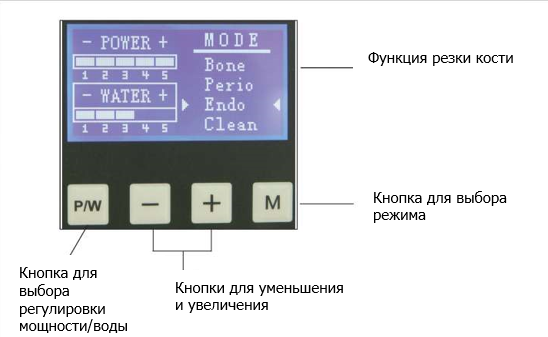 - POWER +
1 2 3 4 5
- WATER +
1 2 3 4 5
MODE
Bone
Perio
Endo
Clean
Функция резки кости
P/W
−
+
M
Кнопка для выбора
режима
Кнопка для
выбора
регулировки
мощности/воды
Кнопки для уменьшения
и увеличения